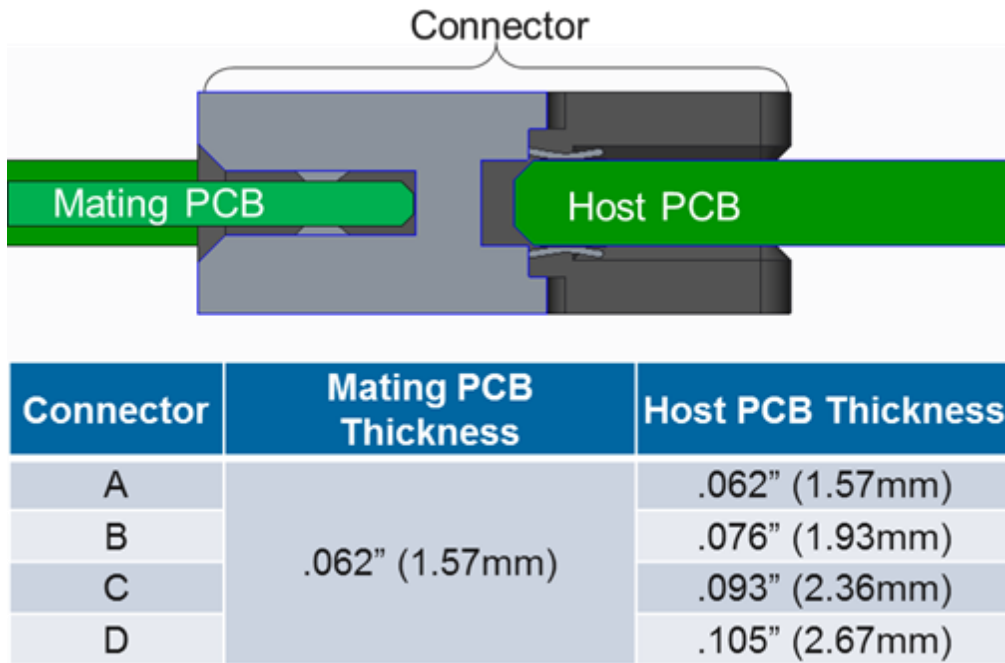 Connector
Mating PCB
Host PCB
Connector
Mating PCB
Thickness
Host PCB Thickness
A
.062” (1.57mm)
.062” (1.57mm)
B
.076” (1.93mm)
C
.093” (2.36mm)
D
.105” (2.67mm)